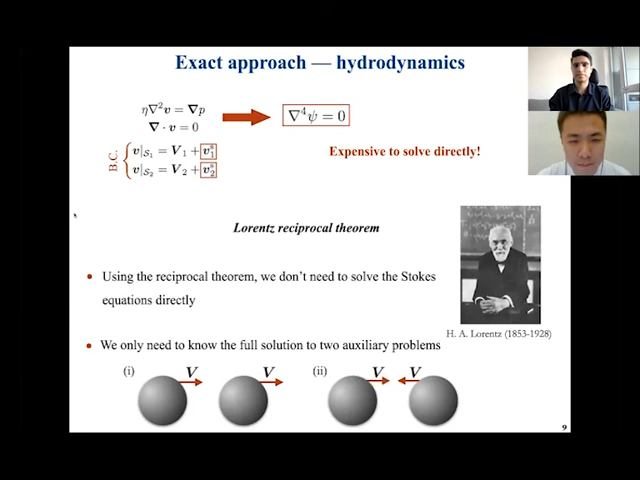 Exact approach — hydrodynamics
η∇²v = ∇p
∇ · v = 0
∇⁴ψ = 0
B.C.
v|S₁ = V₁ + v₁ˢ
v|S₂ = V₂ + v₂ˢ
Expensive to solve directly!
Lorentz reciprocal theorem
• Using the reciprocal theorem, we don't need to solve the Stokes
equations directly
H. A. Lorentz (1853-1928)
• We only need to know the full solution to two auxiliary problems
(i) V V (ii) V V
9